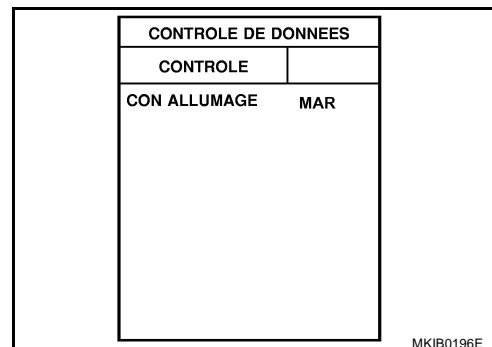 CONTROLE DE DONNEES
CONTROLE
CON ALLUMAGE MAR
MKIB0196E